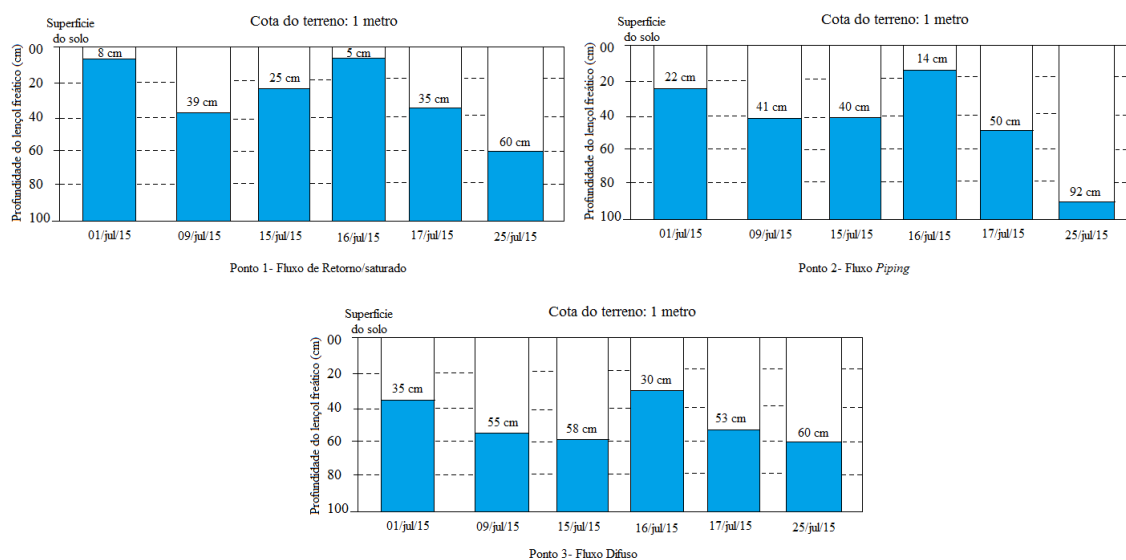 Cota do terreno: 1 metro
Superfície
do solo
Profundidade do lençol freático (cm)
00
20
40
60
80
100
8 cm
39 cm
25 cm
5 cm
35 cm
60 cm
01/jul/15
09/jul/15
15/jul/15
16/jul/15
17/jul/15
25/jul/15
Ponto 1- Fluxo de Retorno/saturado
Cota do terreno: 1 metro
Superfície
do solo
Profundidade do lençol freático (cm)
00
20
40
60
80
100
22 cm
41 cm
40 cm
14 cm
50 cm
92 cm
01/jul/15
09/jul/15
15/jul/15
16/jul/15
17/jul/15
25/jul/15
Ponto 2- Fluxo Piping
Cota do terreno: 1 metro
Superfície
do solo
Profundidade do lençol freático (cm)
00
20
40
60
80
100
35 cm
55 cm
58 cm
30 cm
53 cm
60 cm
01/jul/15
09/jul/15
15/jul/15
16/jul/15
17/jul/15
25/jul/15
Ponto 3- Fluxo Difuso